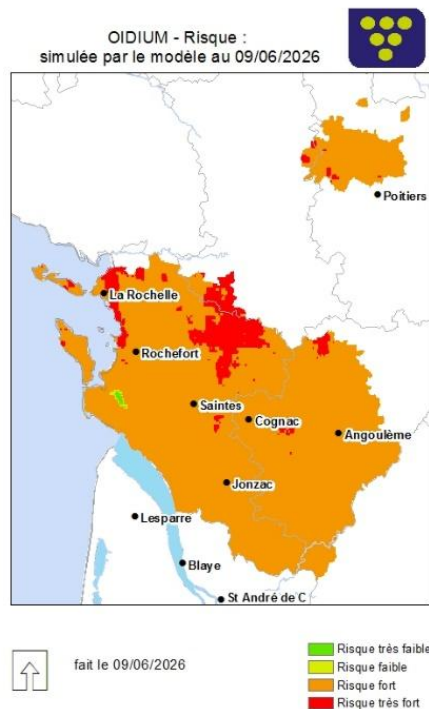 OIDIUM - Risque :
simulée par le modèle au 09/06/2026
Poitiers
La Rochelle
Rochefort
Saintes
Cognac
Angoulême
Jonzac
Lesparre
Blaye
St André de C
fait le 09/06/2026
Risque très faible
Risque faible
Risque fort
Risque très fort